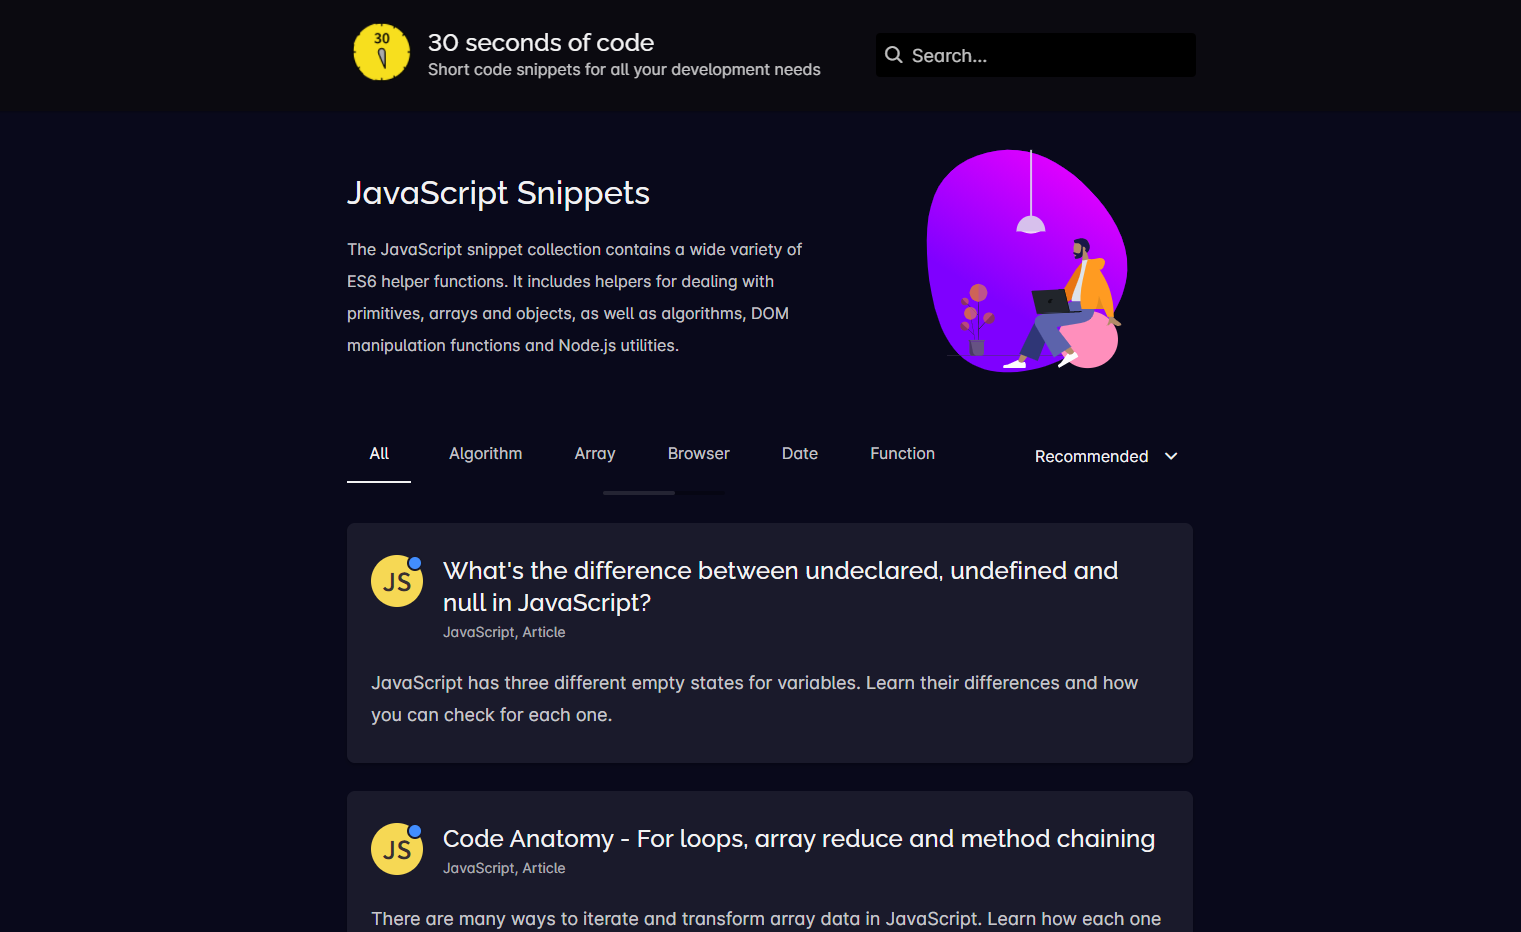 30
30 seconds of code
Short code snippets for all your development needs
Search...
JavaScript Snippets
The JavaScript snippet collection contains a wide variety of
ES6 helper functions. It includes helpers for dealing with
primitives, arrays and objects, as well as algorithms, DOM
manipulation functions and Node.js utilities.
All Algorithm Array Browser Date Function Recommended
JS
What's the difference between undeclared, undefined and
null in JavaScript?
JavaScript, Article
JavaScript has three different empty states for variables. Learn their differences and how
you can check for each one.
JS
Code Anatomy - For loops, array reduce and method chaining
JavaScript, Article
There are many ways to iterate and transform array data in JavaScript. Learn how each one